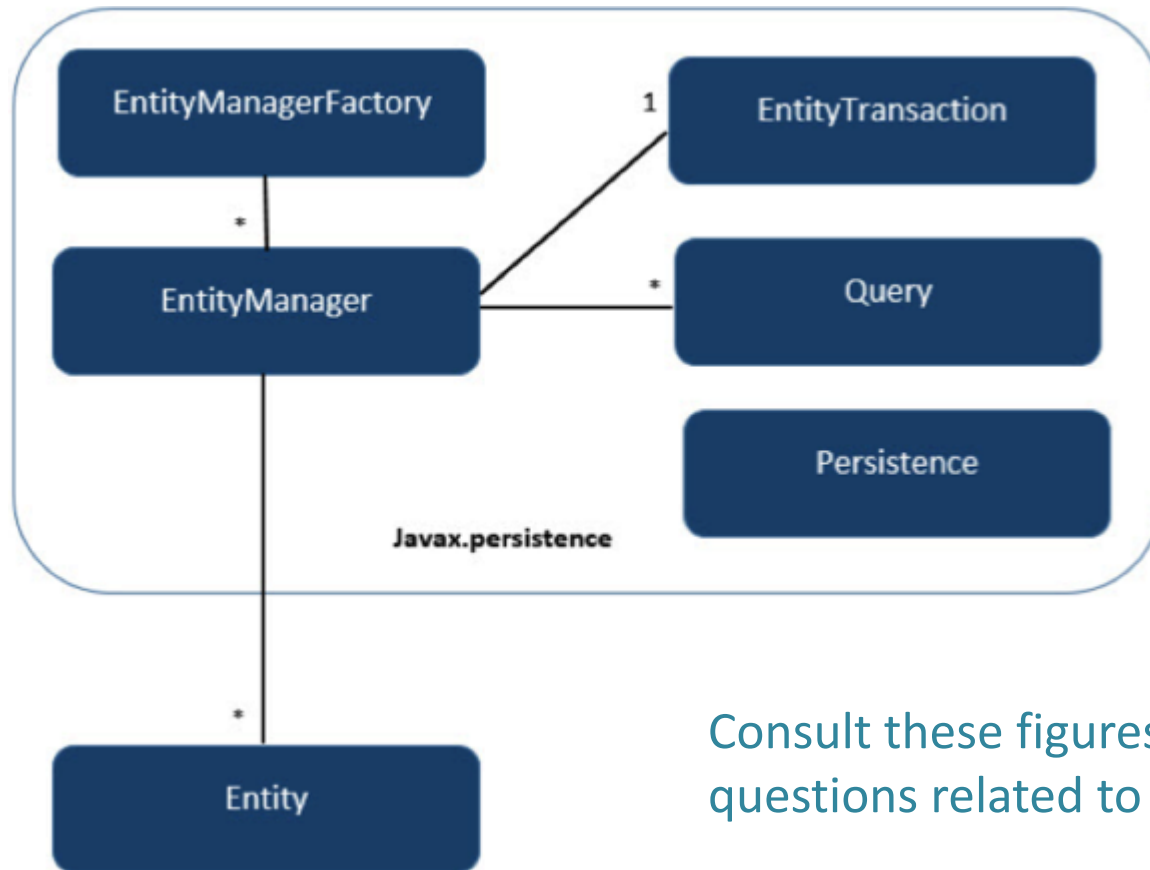 EntityManagerFactory
1
EntityTransaction
*
EntityManager
*
Query
Persistence
Javax.persistence
*
Entity
Consult these figures
questions related to